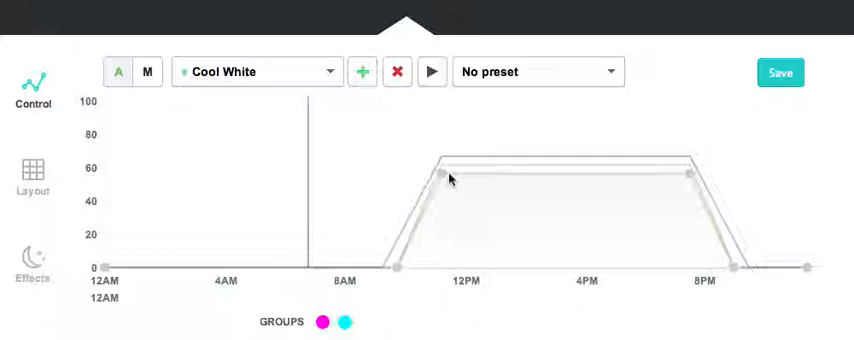 A M Cool White No preset Save
Control
Layout
Effects
100
80
60
40
20
0
12AM 4AM 8AM 12PM 4PM 8PM
12AM
GROUPS